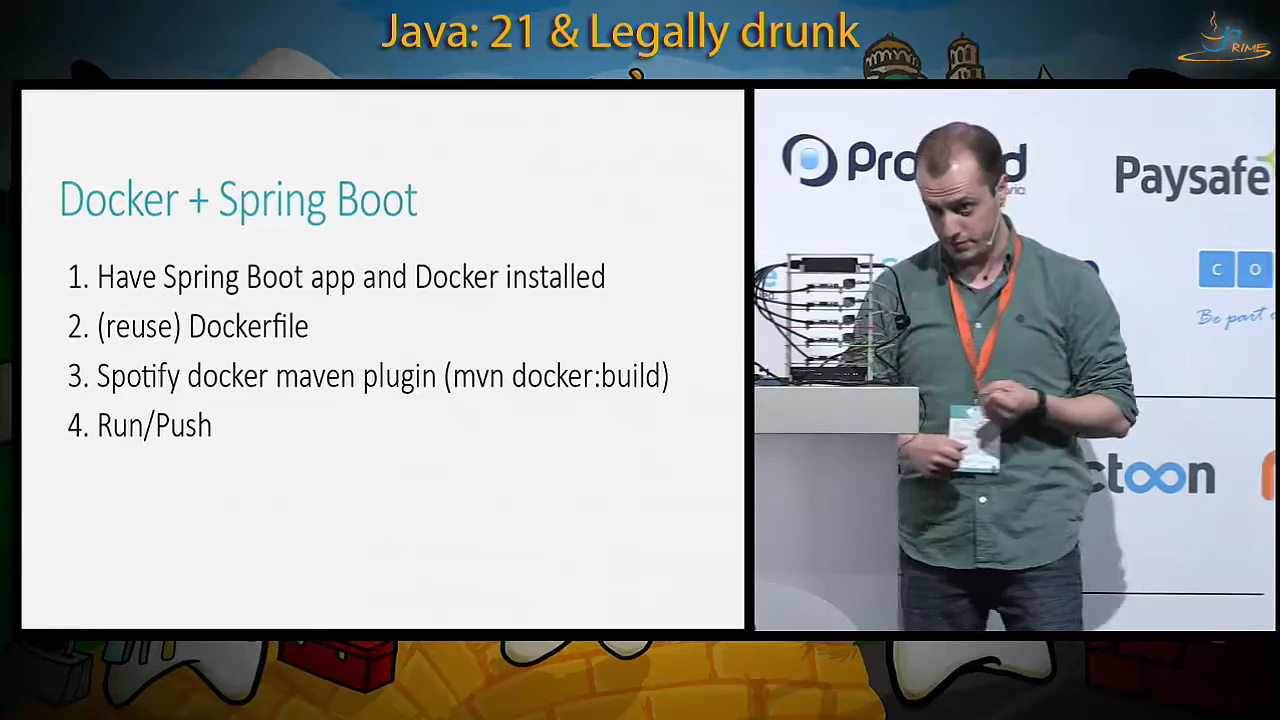 Java: 21 & Legally drunk
PRIME
Docker + Spring Boot
1. Have Spring Boot app and Docker installed
2. (reuse) Dockerfile
3. Spotify docker maven plugin (mvn docker:build)
4. Run/Push
Paysafe
C O
Be part
ctoon